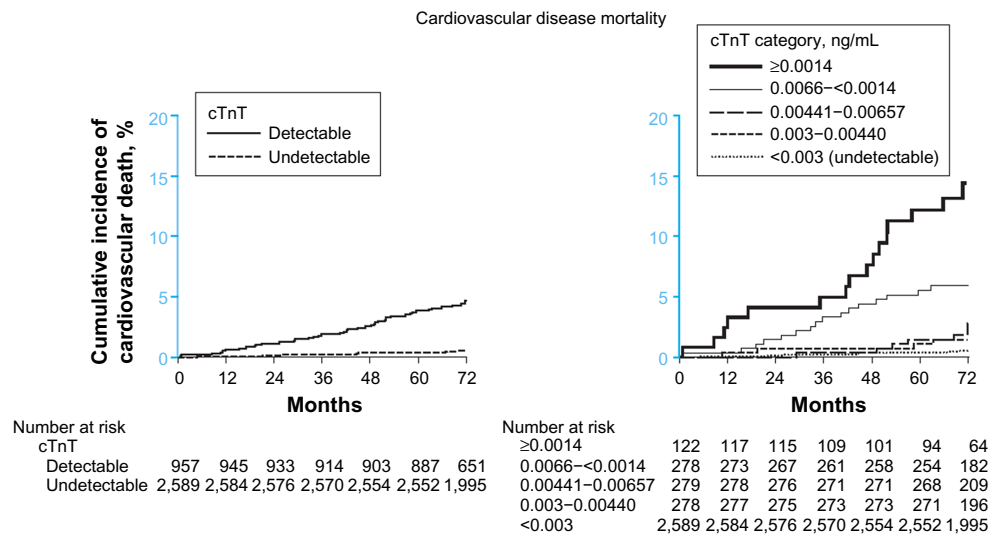 Cardiovascular disease mortality
Cumulative incidence of
cardiovascular death, %
cTnT
Detectable
Undetectable
20
15
10
5
0
0 12 24 36 48 60 72
Months
Number at risk
cTnT
Detectable 957 945 933 914 903 887 651
Undetectable 2,589 2,584 2,576 2,570 2,554 2,552 1,995
cTnT category, ng/mL
≥0.0014
0.0066–<0.0014
0.00441–0.00657
0.003–0.00440
<0.003 (undetectable)
20
15
10
5
0
0 12 24 36 48 60 72
Months
Number at risk
≥0.0014 122 117 115 109 101 94 64
0.0066–<0.0014 278 273 267 261 258 254 182
0.00441–0.00657 279 278 276 271 271 268 209
0.003–0.00440 278 277 275 273 273 271 196
<0.003 2,589 2,584 2,576 2,570 2,554 2,552 1,995